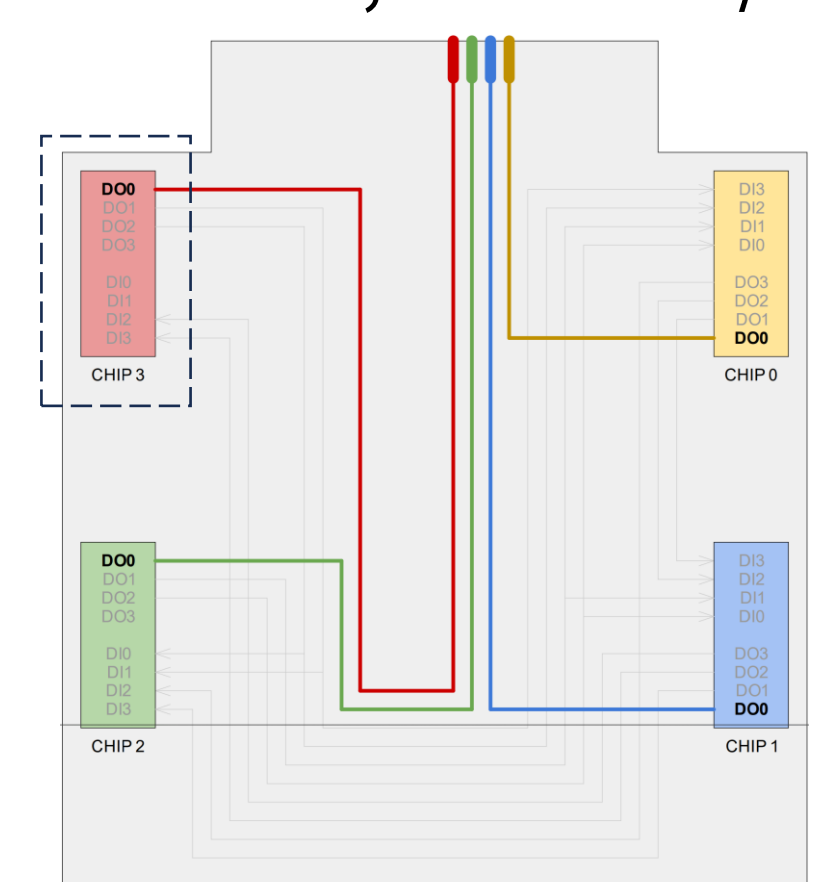 DO0
DO1
DO2
DO3
DI0
DI1
DI2
DI3
CHIP 3
DI3
DI2
DI1
DI0
DO3
DO2
DO1
DO0
CHIP 0
DO0
DO1
DO2
DO3
DI0
DI1
DI2
DI3
CHIP 2
DI3
DI2
DI1
DI0
DO3
DO2
DO1
DO0
CHIP 1